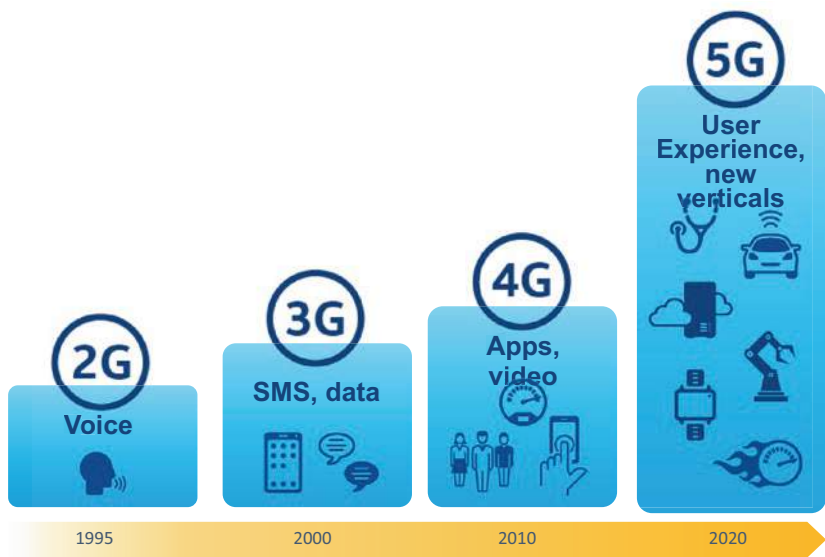 2G
Voice
3G
SMS, data
4G
Apps,
video
5G
User
Experience,
new
verticals
1995
2000
2010
2020